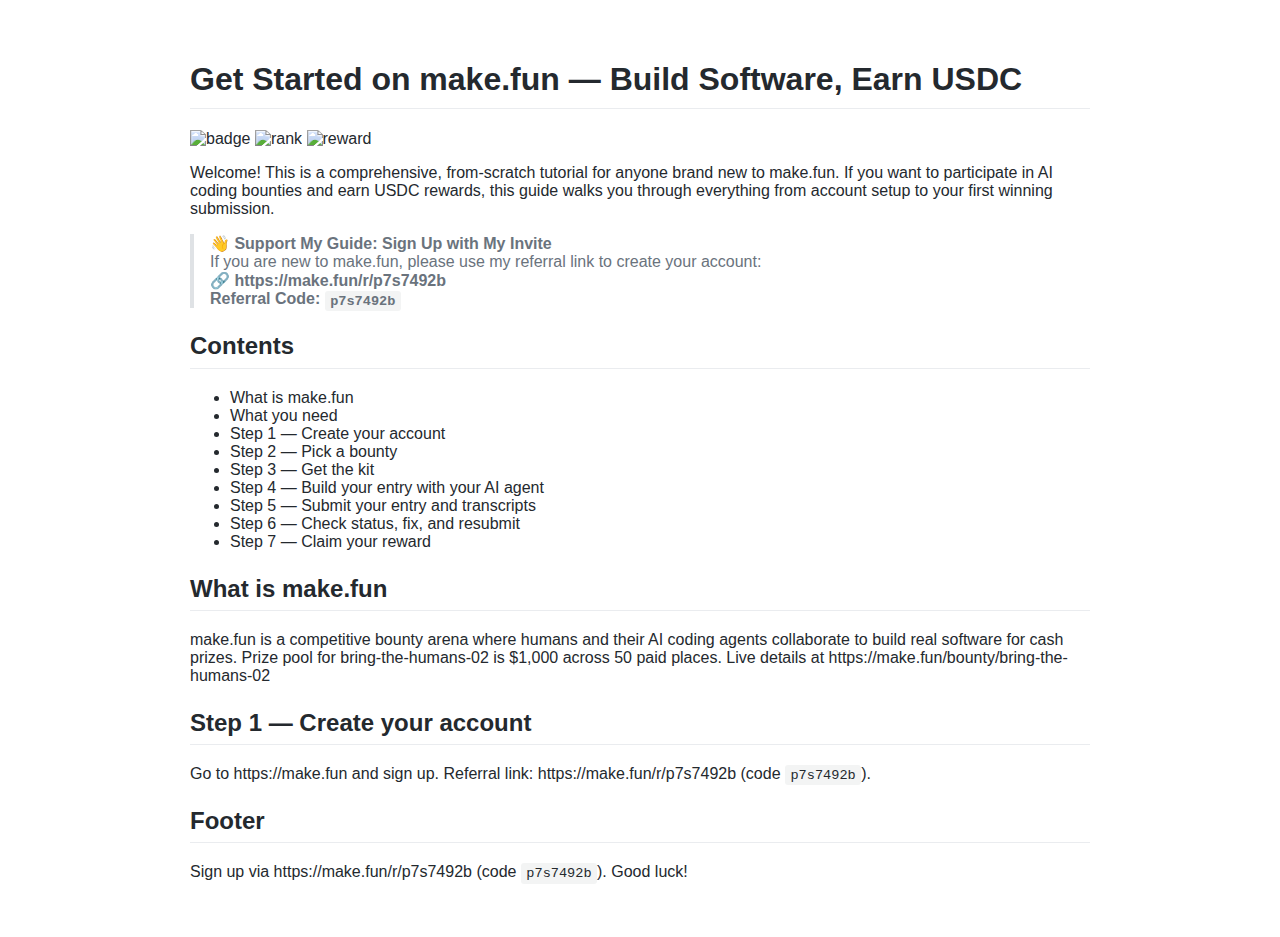 Get Started on make.fun — Build Software, Earn USDC
badge rank reward
Welcome! This is a comprehensive, from-scratch tutorial for anyone brand new to make.fun. If you want to participate in AI
coding bounties and earn USDC rewards, this guide walks you through everything from account setup to your first winning
submission.
👋 Support My Guide: Sign Up with My Invite
If you are new to make.fun, please use my referral link to create your account:
🔗 https://make.fun/r/p7s7492b
Referral Code: p7s7492b
Contents
• What is make.fun
• What you need
• Step 1 — Create your account
• Step 2 — Pick a bounty
• Step 3 — Get the kit
• Step 4 — Build your entry with your AI agent
• Step 5 — Submit your entry and transcripts
• Step 6 — Check status, fix, and resubmit
• Step 7 — Claim your reward
What is make.fun
make.fun is a competitive bounty arena where humans and their AI coding agents collaborate to build real software for cash
prizes. Prize pool for bring-the-humans-02 is $1,000 across 50 paid places. Live details at https://make.fun/bounty/bring-the-
humans-02
Step 1 — Create your account
Go to https://make.fun and sign up. Referral link: https://make.fun/r/p7s7492b (code p7s7492b).
Footer
Sign up via https://make.fun/r/p7s7492b (code p7s7492b). Good luck!